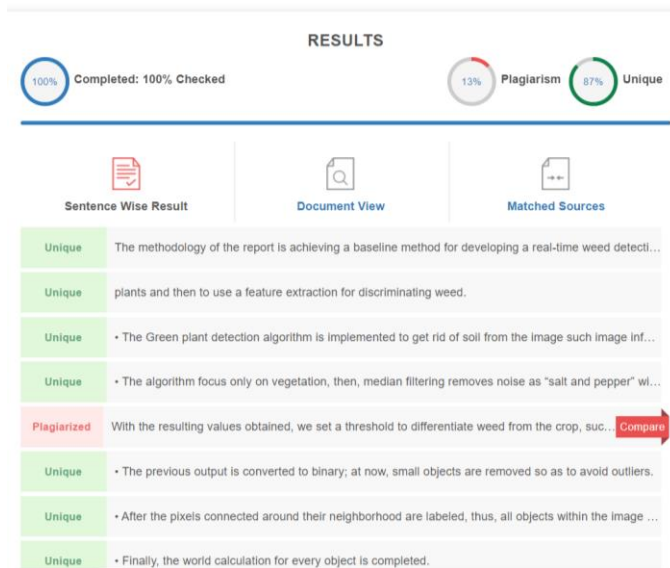 RESULTS
100% Completed: 100% Checked 13% Plagiarism 87% Unique
Sentence Wise Result Document View Matched Sources
Unique The methodology of the report is achieving a baseline method for developing a real-time weed detecti...
Unique plants and then to use a feature extraction for discriminating weed.
Unique • The Green plant detection algorithm is implemented to get rid of soil from the image such image inf...
Unique • The algorithm focus only on vegetation, then, median filtering removes noise as “salt and pepper” wi...
Plagiarized With the resulting values obtained, we set a threshold to differentiate weed from the crop, suc... Compare
Unique • The previous output is converted to binary; at now, small objects are removed so as to avoid outliers.
Unique • After the pixels connected around their neighborhood are labeled, thus, all objects within the image ...
Unique • Finally, the world calculation for every object is completed.